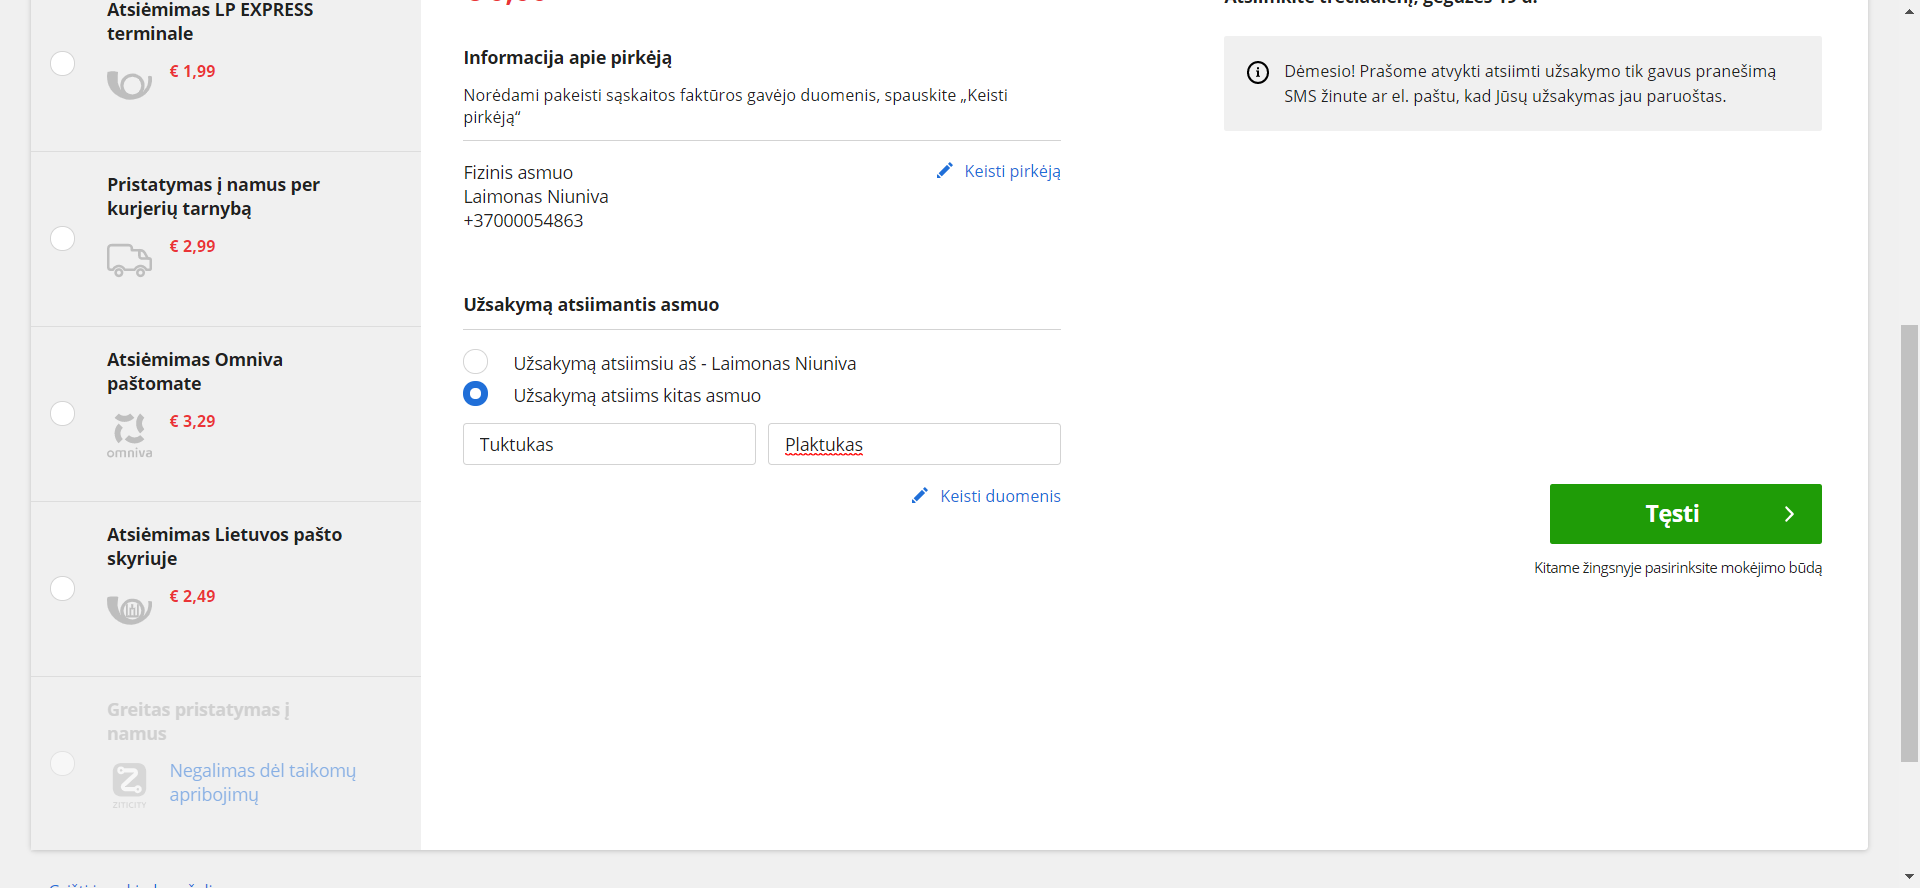 Atsiėmimas LP EXPRESS
terminale
€ 1,99
Pristatymas į namus per
kurjerių tarnybą
€ 2,99
Atsiėmimas Omniva
paštomate
€ 3,29
omniva
Atsiėmimas Lietuvos pašto
skyriuje
€ 2,49
Greitas pristatymas į
namus
Negalimas dėl taikomų
apribojimų
ZITICITY
Informacija apie pirkėją
Norėdami pakeisti sąskaitos faktūros gavėjo duomenis, spauskite „Keisti
pirkėją“
Fizinis asmuo
Keisti pirkėją
Laimonas Niuniva
+37000054863
Užsakymą atsiimantis asmuo
Užsakymą atsiimsiu aš - Laimonas Niuniva
Užsakymą atsiims kitas asmuo
Tuktukas
Plaktukas
Keisti duomenis
Dėmesio! Prašome atvykti atsiimti užsakymo tik gavus pranešimą
SMS žinute ar el. paštu, kad Jūsų užsakymas jau paruoštas.
Tęsti
Kitame žingsnyje pasirinksite mokėjimo būdą